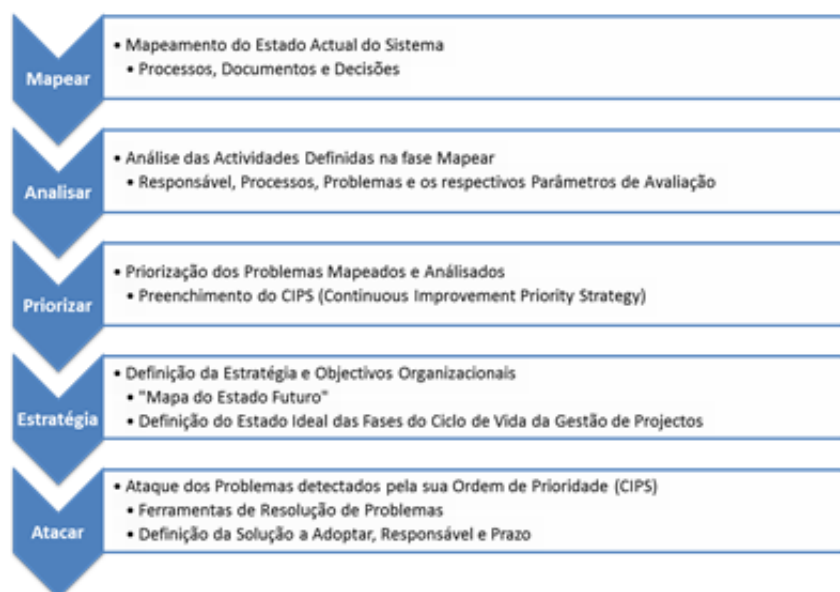 Mapear
• Mapeamento do Estado Actual do Sistema
• Processos, Documentos e Decisões
Analisar
• Análise das Actividades Definidas na fase Mapear
• Responsável, Processos, Problemas e os respectivos Parâmetros de Avaliação
Priorizar
• Priorização dos Problemas Mapeados e Análisados
• Preenchimento do CIPS (Continuous Improvement Priority Strategy)
Estratégia
• Definição da Estratégia e Objectivos Organizacionais
• "Mapa do Estado Futuro"
• Definição do Estado Ideal das Fases do Ciclo de Vida da Gestão de Projectos
Atacar
• Ataque dos Problemas detectados pela sua Ordem de Prioridade (CIPS)
• Ferramentas de Resolução de Problemas
• Definição da Solução a Adoptar, Responsável e Prazo